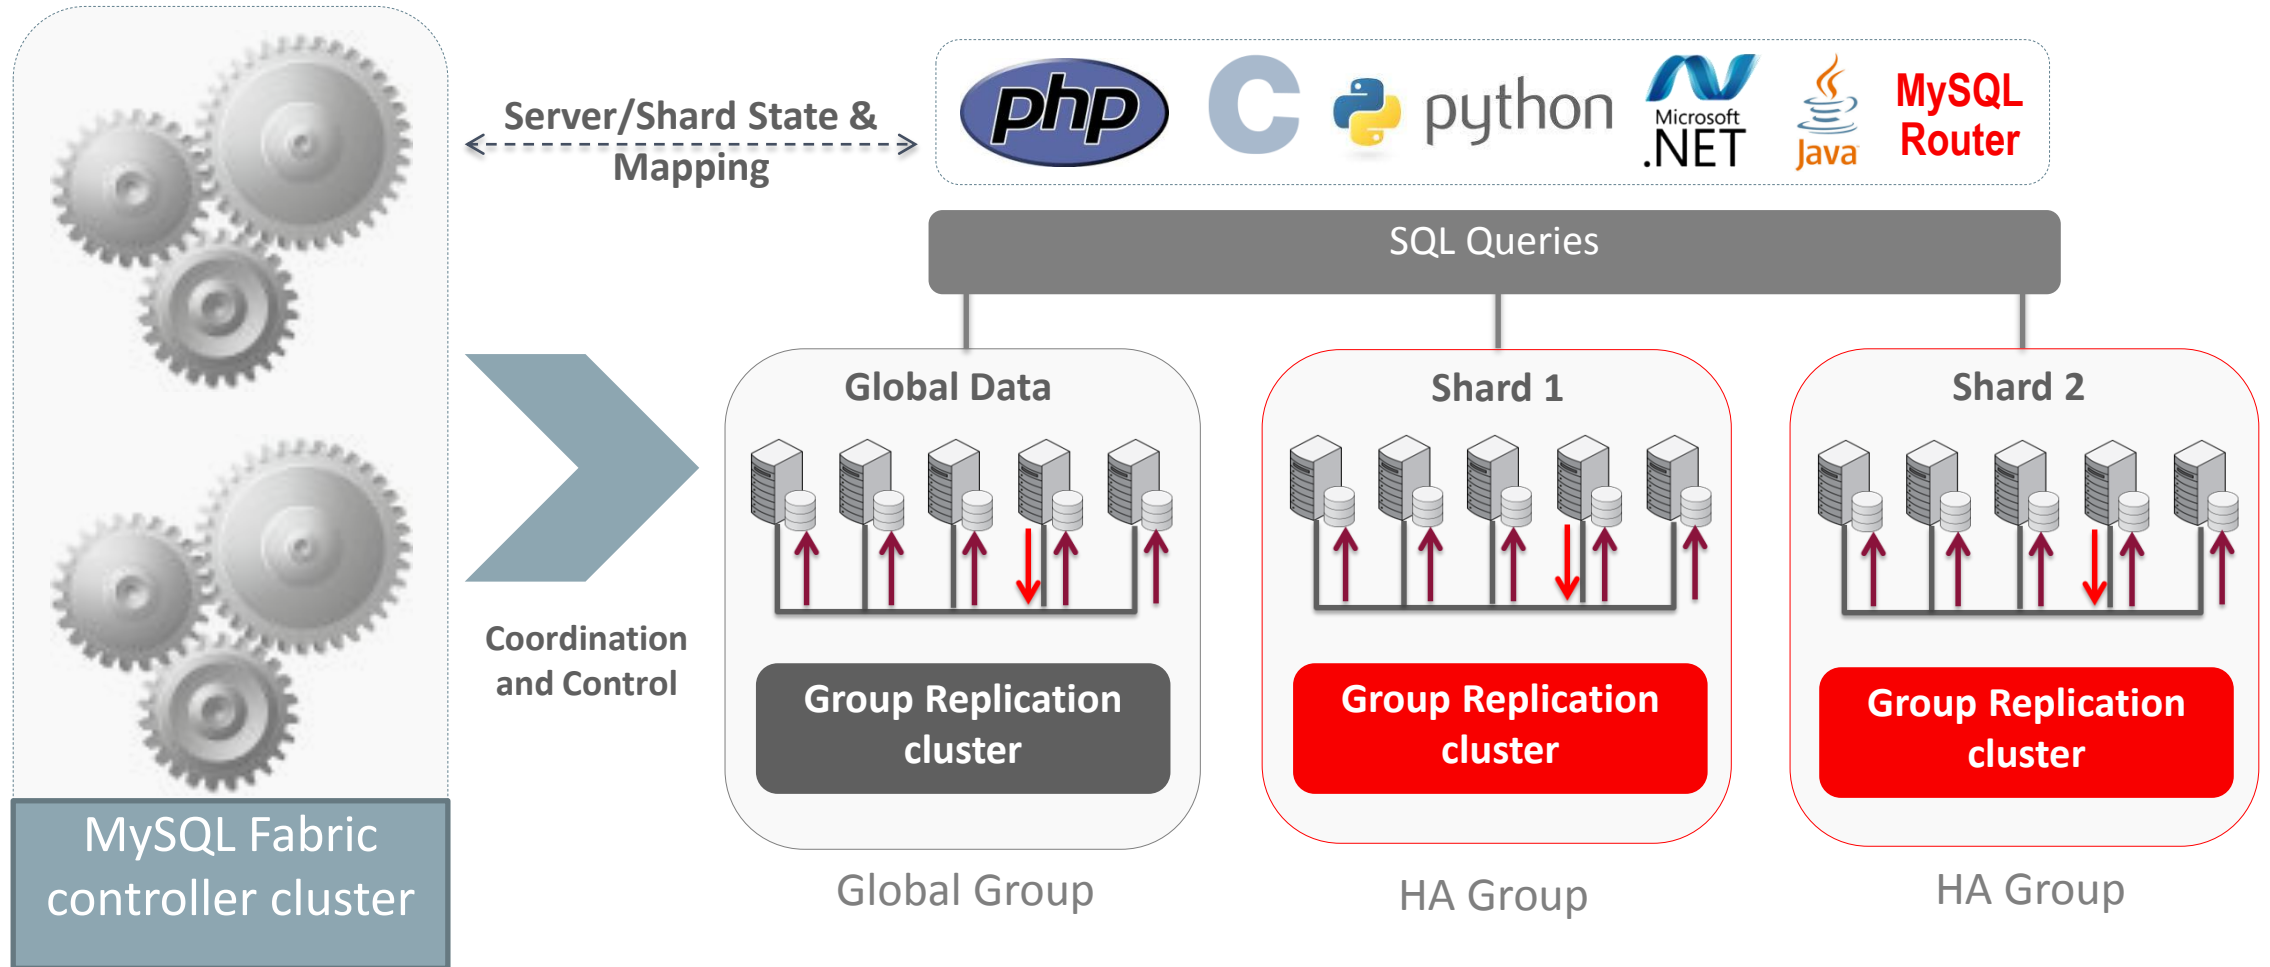 Server/Shard State &
Mapping
php
C
python
Microsoft
.NET
Java
MySQL
Router
SQL Queries
Global Data
Shard 1
Shard 2
Coordination
and Control
Group Replication
cluster
Group Replication
cluster
Group Replication
cluster
MySQL Fabric
controller cluster
Global Group
HA Group
HA Group